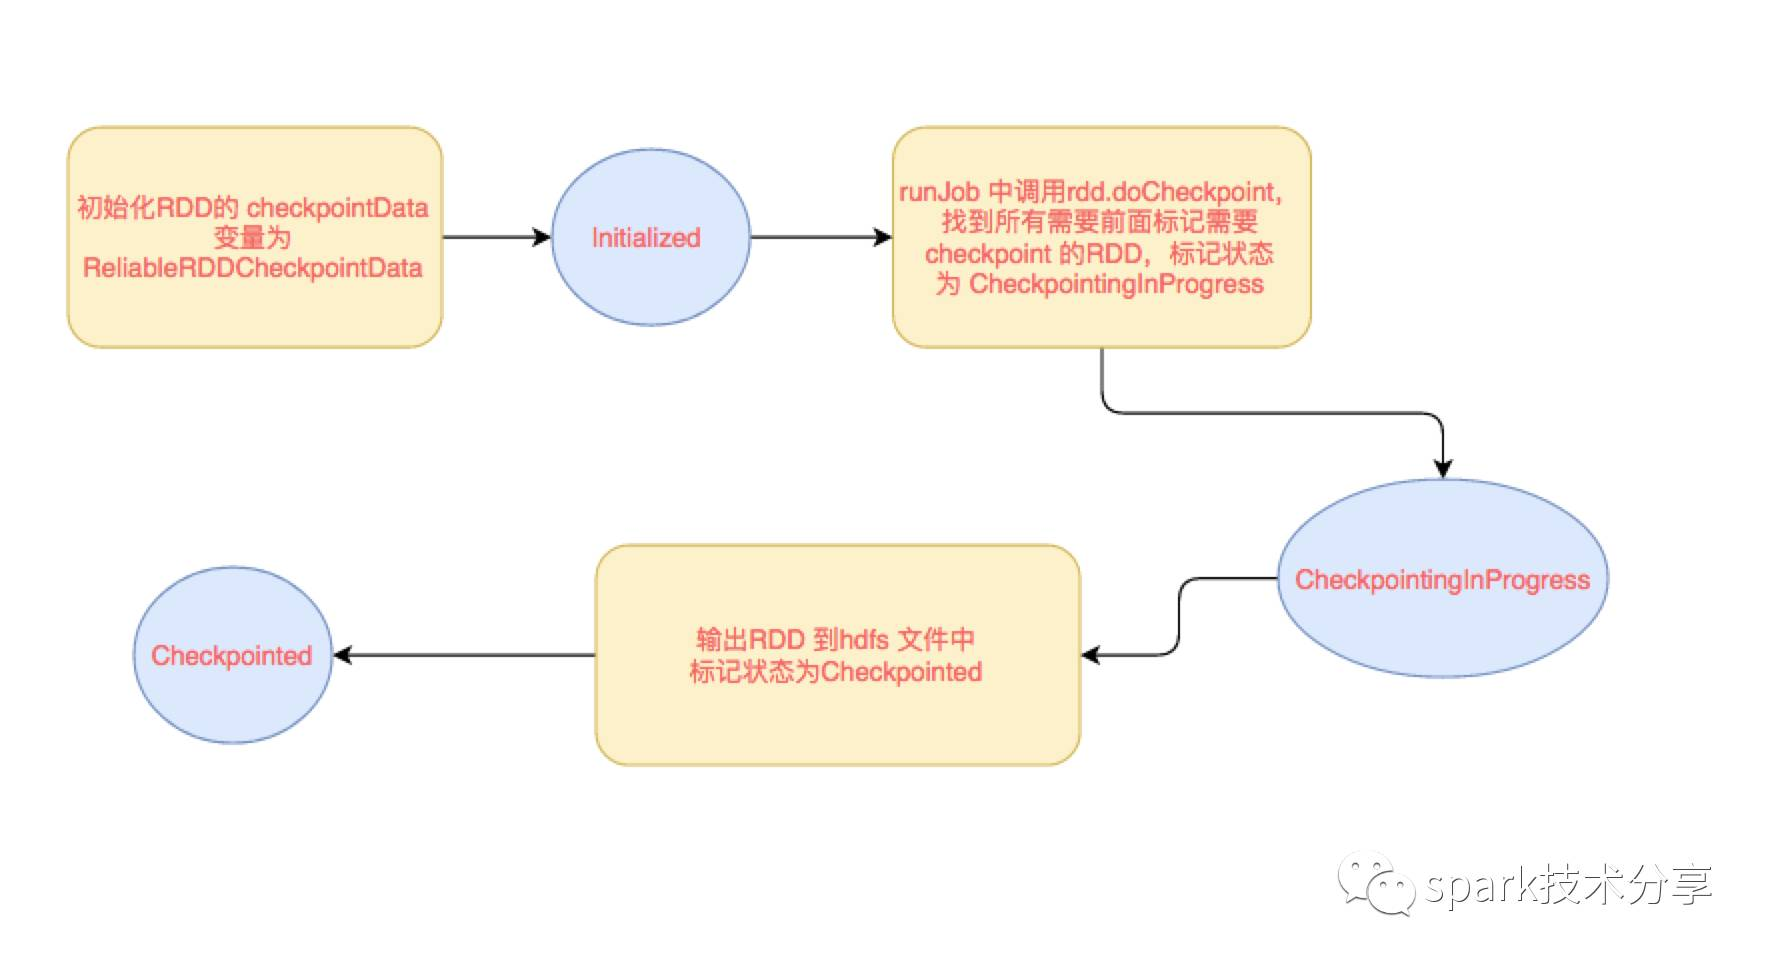 初始化RDD的 checkpointData
变量为
ReliableRDDCheckpointData
Initialized
runJob 中调用rdd.doCheckpoint,
找到所有需要前面标记需要
checkpoint 的RDD，标记状态
为 CheckpointingInProgress
CheckpointingInProgress
输出RDD 到hdfs 文件中
标记状态为Checkpointed
Checkpointed
spark技术分享